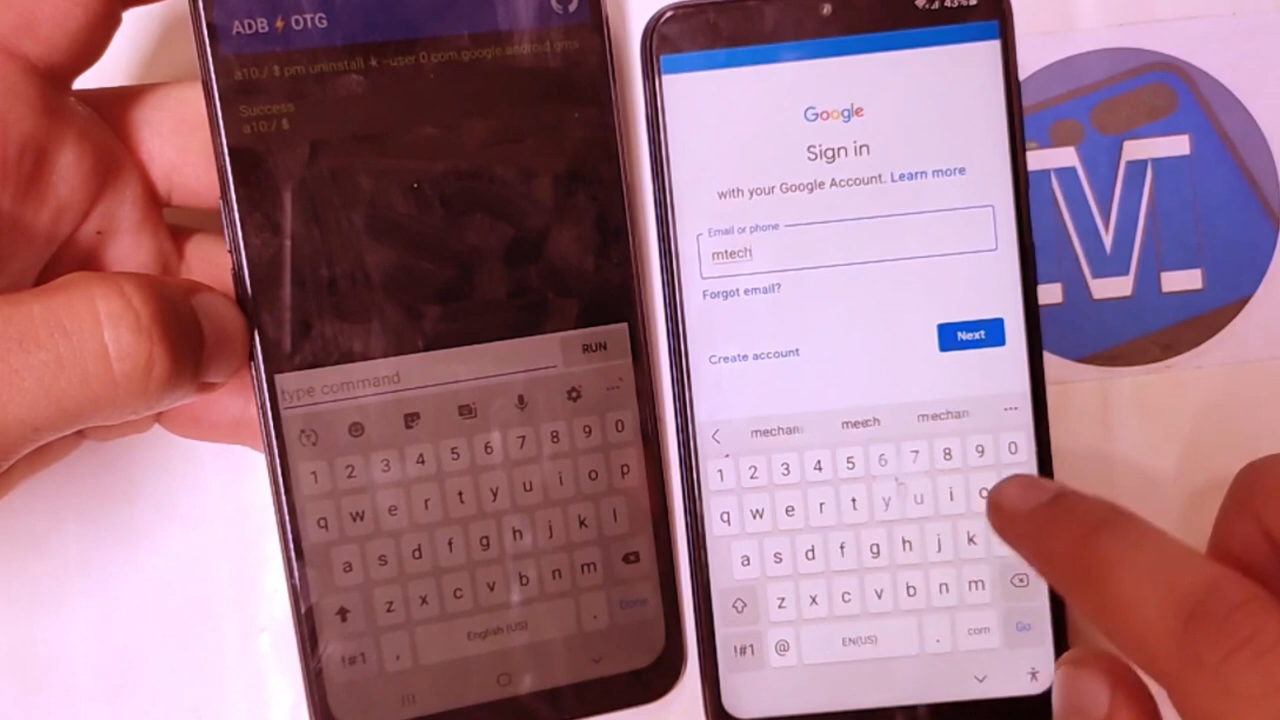 ADB⚡OTG
a10:/ $ pm uninstall -k --user 0 com.google.android.gms
Success
a10:/ $
type command
RUN
1 2 3 4 5 6 7 8 9 0
q w e r t y u i o p
a s d f g h j k l
z x c v b n m
!#1 , English (US) . Done
43%
Google
Sign in
with your Google Account. Learn more
Email or phone
mtech
Forgot email?
Create account
Next
mechani meech mechan
1 2 3 4 5 6 7 8 9 0
q w e r t y u i o
a s d f g h j k
z x c v b n m
!#1 @ EN(US) . com Go
M